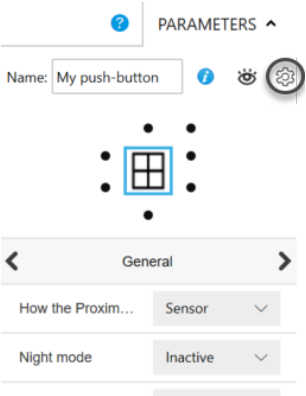 ? PARAMETERS
Name: My push-button i
General
How the Proxim... Sensor
Night mode Inactive